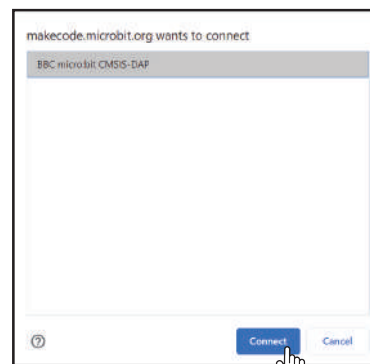 makecode.microbit.org wants to connect
BBC micro:bit CMSIS-DAP
Connect
Cancel